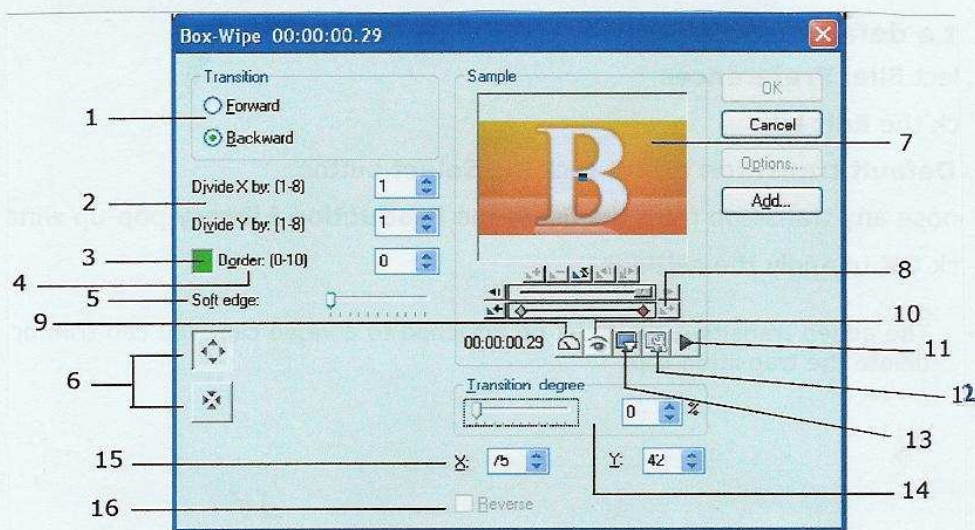 Box-Wipe 00:00:00.29
Transition
Forward
Backward
1
Divide X by: (1-8) 1
2
Divide Y by: (1-8) 1
3
Border: (0-10) 0
4
5
Soft edge:
6
Sample
B
7
OK
Cancel
Options...
Add...
8
9
10
00:00:00.29
11
12
13
Transition degree
0 %
14
15
X: 75 Y: 42
16
Reverse
Default